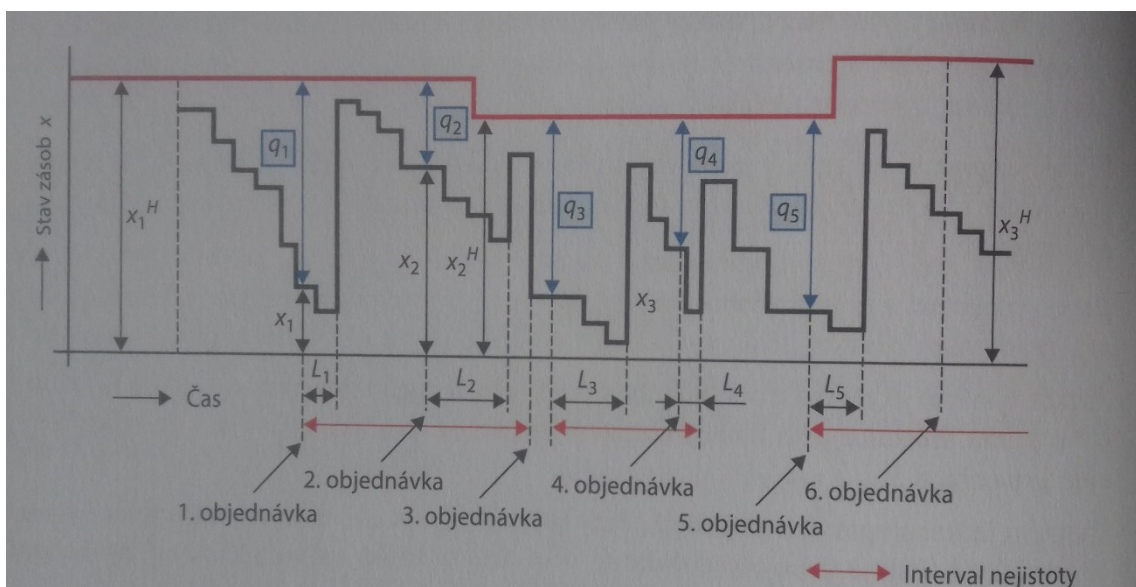 Stav zásob x
x₁ᴴ
q₁
x₁
q₂
x₂
x₂ᴴ
q₃
x₃
q₄
q₅
x₃ᴴ
Čas
L₁
L₂
L₃
L₄
L₅
1. objednávka
2. objednávka
3. objednávka
4. objednávka
5. objednávka
6. objednávka
Interval nejistoty